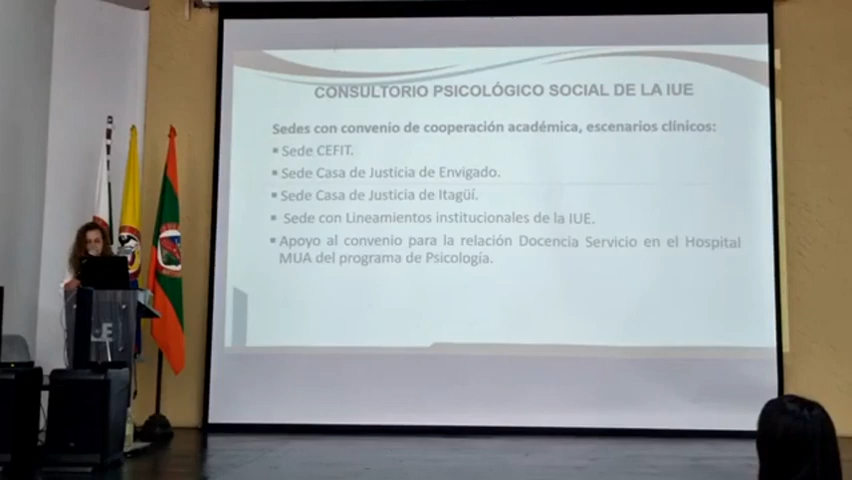 CONSULTORIO PSICOLÓGICO SOCIAL DE LA IUE
Sedes con convenio de cooperación académica, escenarios clínicos:
▪ Sede CEFIT.
▪ Sede Casa de Justicia de Envigado.
▪ Sede Casa de Justicia de Itagüí.
▪ Sede con Lineamientos institucionales de la IUE.
▪ Apoyo al convenio para la relación Docencia Servicio en el Hospital
MUA del programa de Psicología.